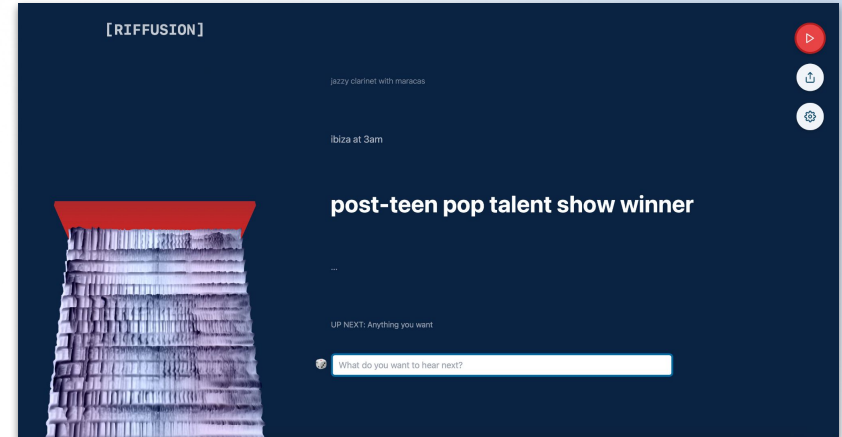 [RIFFUSION]
jazzy clarinet with maracas
ibiza at 3am
post-teen pop talent show winner
...
UP NEXT: Anything you want
What do you want to hear next?